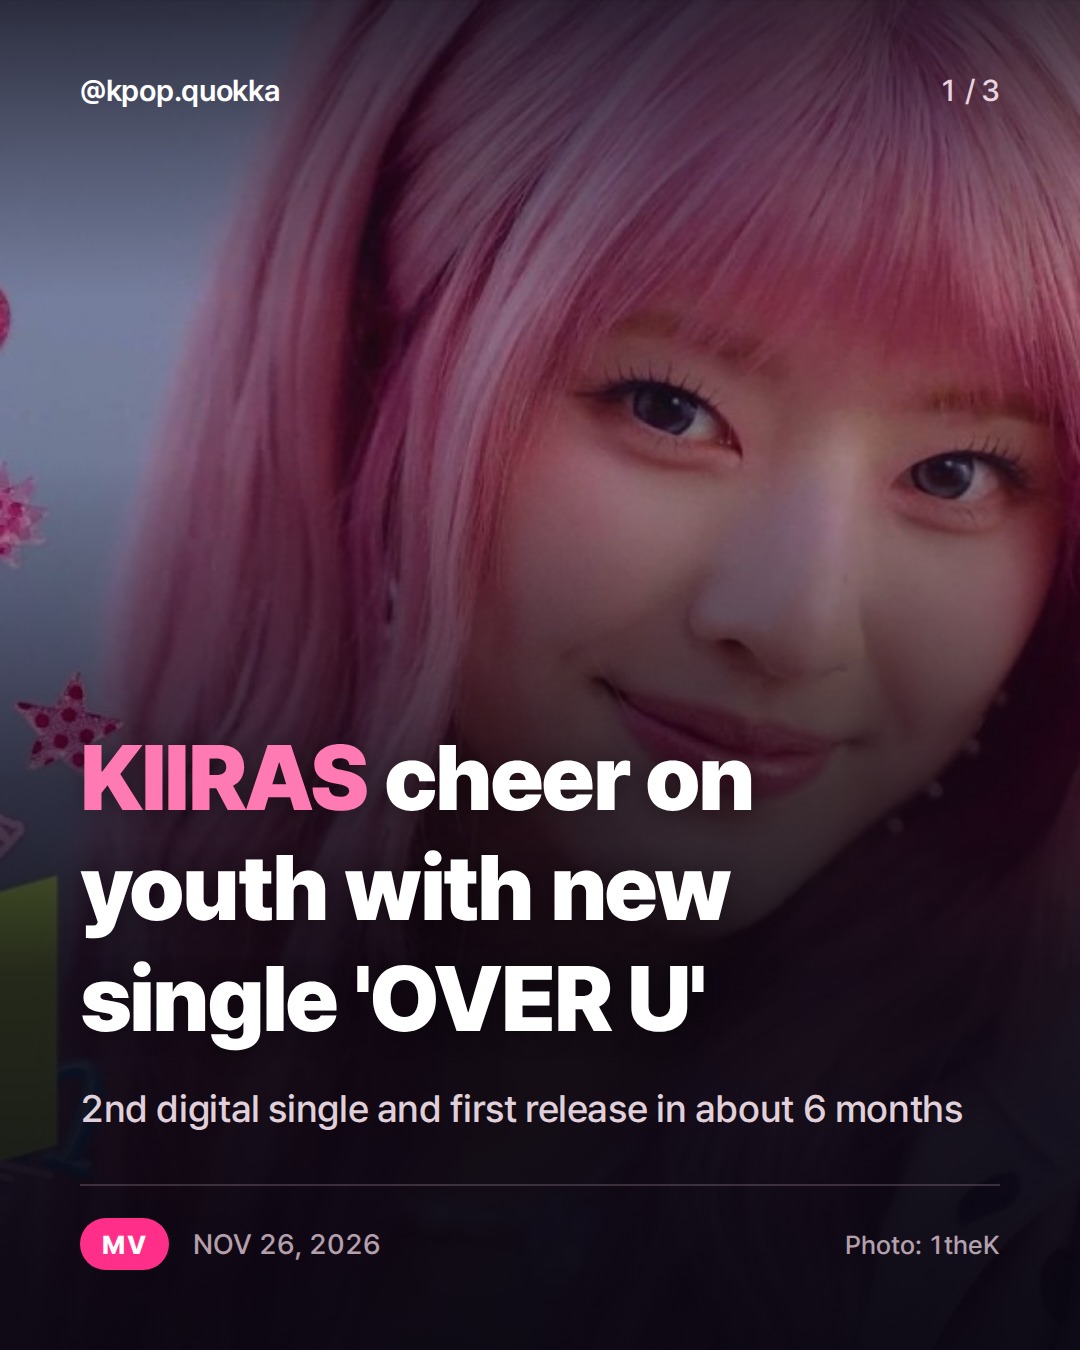 @kpop.quokka
1 / 3
KIIRAS cheer on
youth with new
single 'OVER U'
2nd digital single and first release in about 6 months
MV
NOV 26, 2026
Photo: 1theK